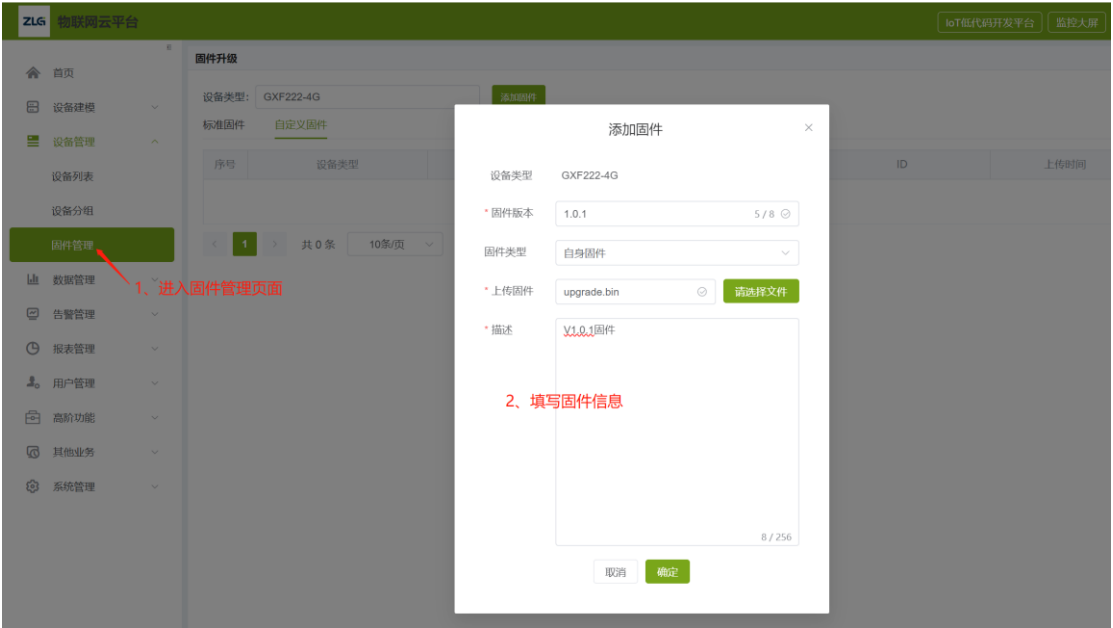 ZLG 物联网云平台 IoT低代码开发平台 监控大屏
首页
设备建模
设备管理
设备列表
设备分组
固件管理
数据管理
告警管理
报表管理
用户管理
高阶功能
其他业务
系统管理
1、进入固件管理页面
固件升级
设备类型: GXF222-4G 添加固件
标准固件 自定义固件
序号 设备类型 ID 上传时间
< 1 > 共 0 条 10条/页
添加固件 ×
设备类型 GXF222-4G
* 固件版本 1.0.1 5 / 8
固件类型 自身固件
* 上传固件 upgrade.bin 请选择文件
* 描述 V1.0.1固件
2、填写固件信息
8 / 256
取消 确定